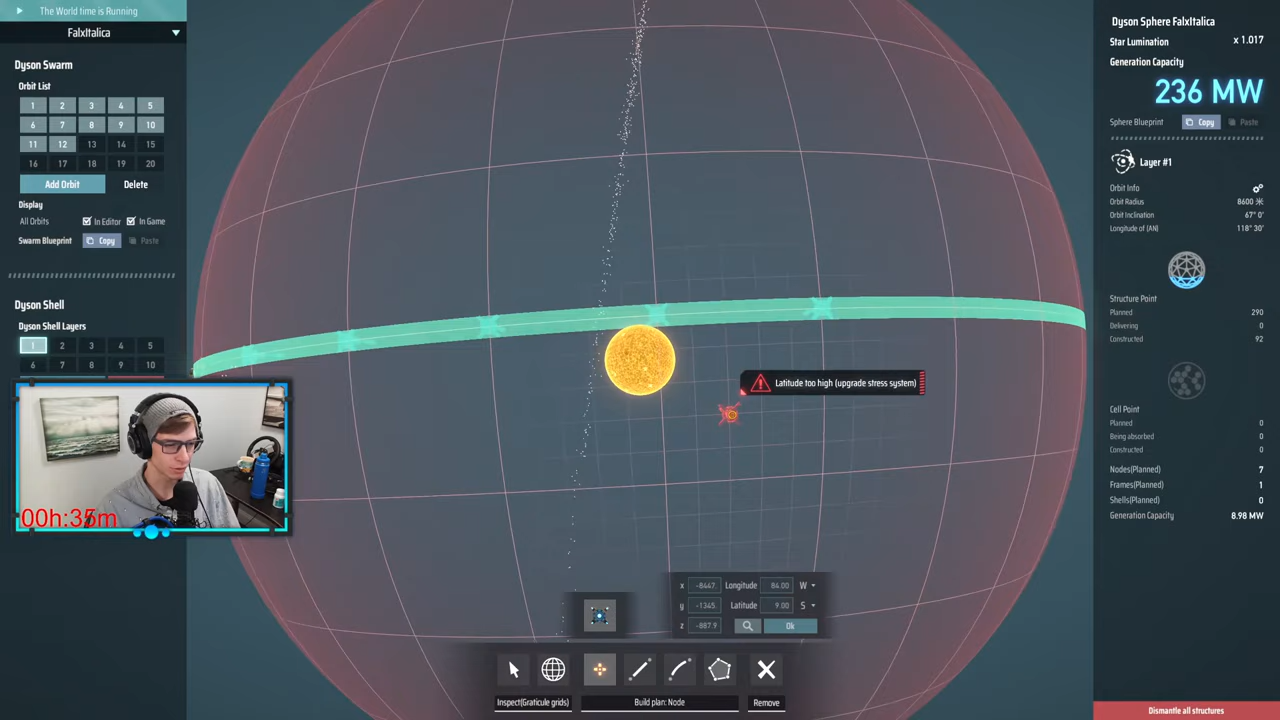 The World time is Running
FalxItalica
Dyson Swarm
Orbit List
1 2 3 4 5
6 7 8 9 10
11 12 13 14 15
16 17 18 19 20
Add Orbit Delete
Display
All Orbits In Editor In Game
Swarm Blueprint Copy Paste
Dyson Shell
Dyson Shell Layers
1 2 3 4 5
6 7 8 9 10
00h:35m
Latitude too high (upgrade stress system)
x -8447. Longitude 84.00 W
y -1345. Latitude 9.00 S
z -887.9 Ok
Inspect(Graticule grids) Build plan: Node Remove
Dyson Sphere FalxItalica
Star Lumination x 1.017
Generation Capacity
236 MW
Sphere Blueprint Copy Paste
Layer #1
Orbit Info
Orbit Radius 8600
Orbit Inclination 67° 0'
Longitude of (AN) 118° 30'
Structure Point
Planned 290
Delivering 0
Constructed 92
Cell Point
Planned 0
Being absorbed 0
Constructed 0
Nodes(Planned) 7
Frames(Planned) 1
Shells(Planned) 0
Generation Capacity 8.98 MW
Dismantle all structures